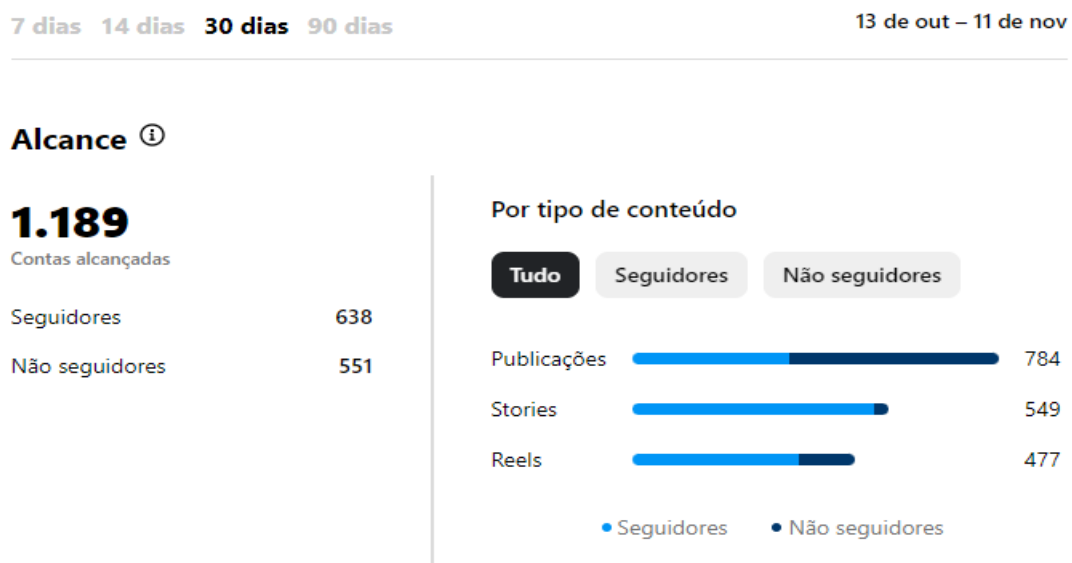 7 dias 14 dias 30 dias 90 dias
13 de out – 11 de nov
Alcance
1.189
Contas alcançadas
Seguidores 638
Não seguidores 551
Por tipo de conteúdo
Tudo Seguidores Não seguidores
Publicações 784
Stories 549
Reels 477
Seguidores Não seguidores